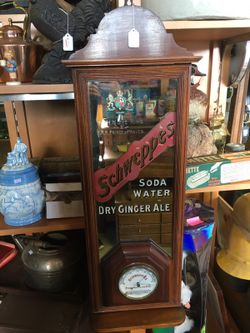 Schweppes
SODA
WATER
DRY GINGER ALE